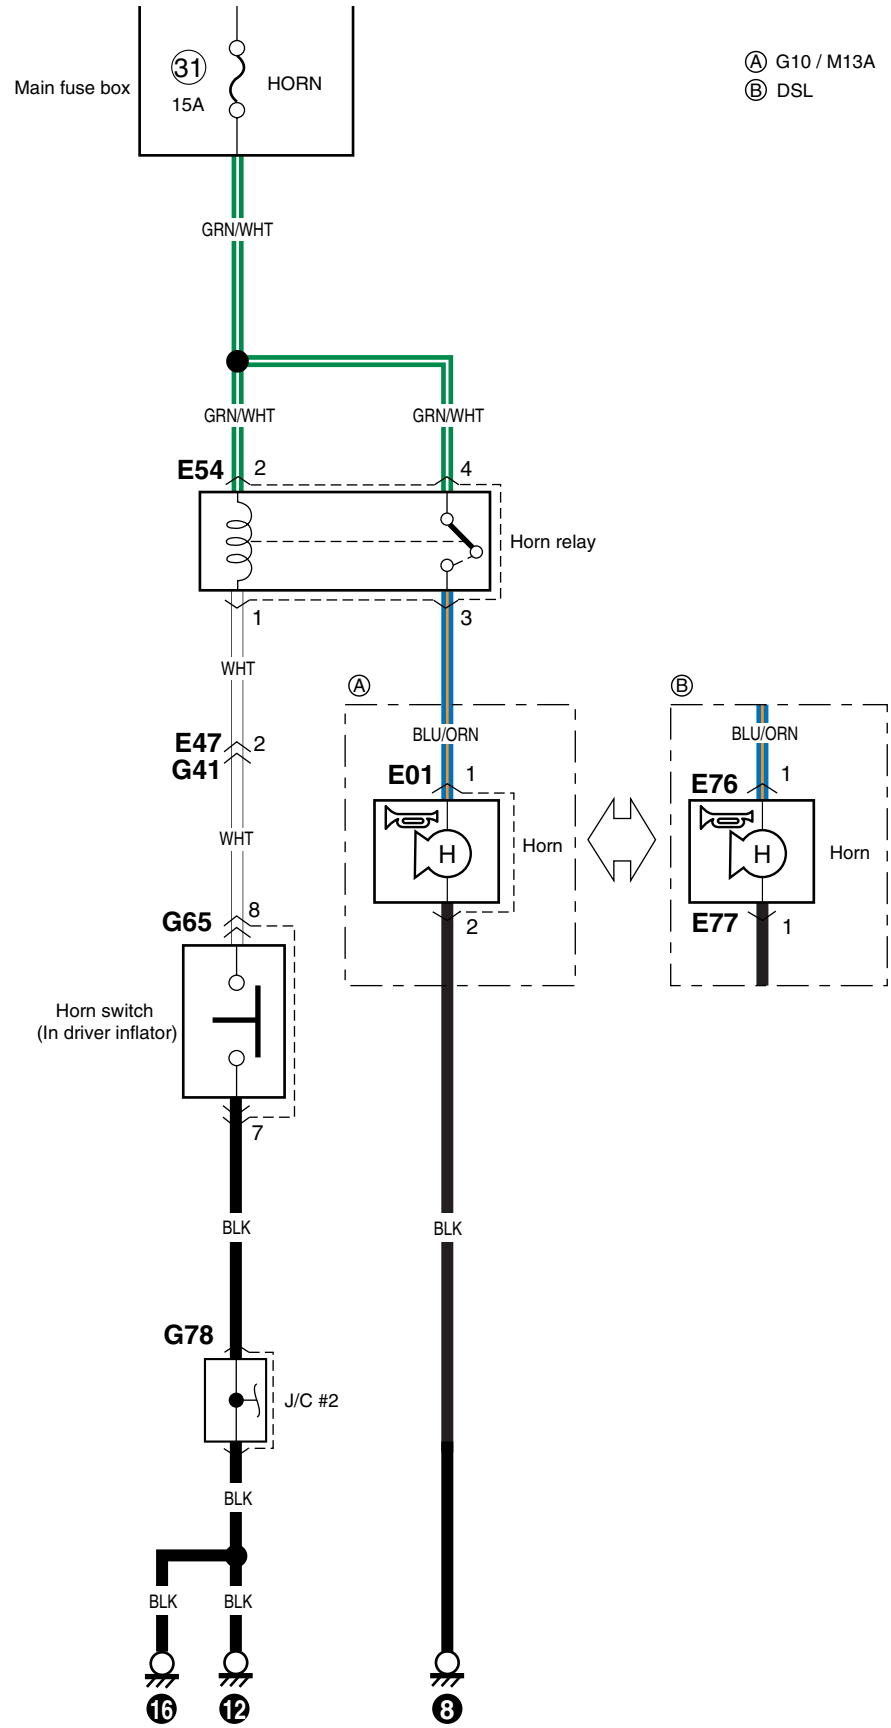 31
15A
HORN
Main fuse box
A G10 / M13A
B DSL
GRN/WHT
GRN/WHT
GRN/WHT
E54 2
4
Horn relay
1
3
WHT
A
B
BLU/ORN
BLU/ORN
E47 2
G41
E01 1
E76 1
H
Horn
H
Horn
WHT
8
G65
2
E77 1
Horn switch
(In driver inflator)
7
BLK
BLK
G78
J/C #2
BLK
BLK
BLK
16
12
8